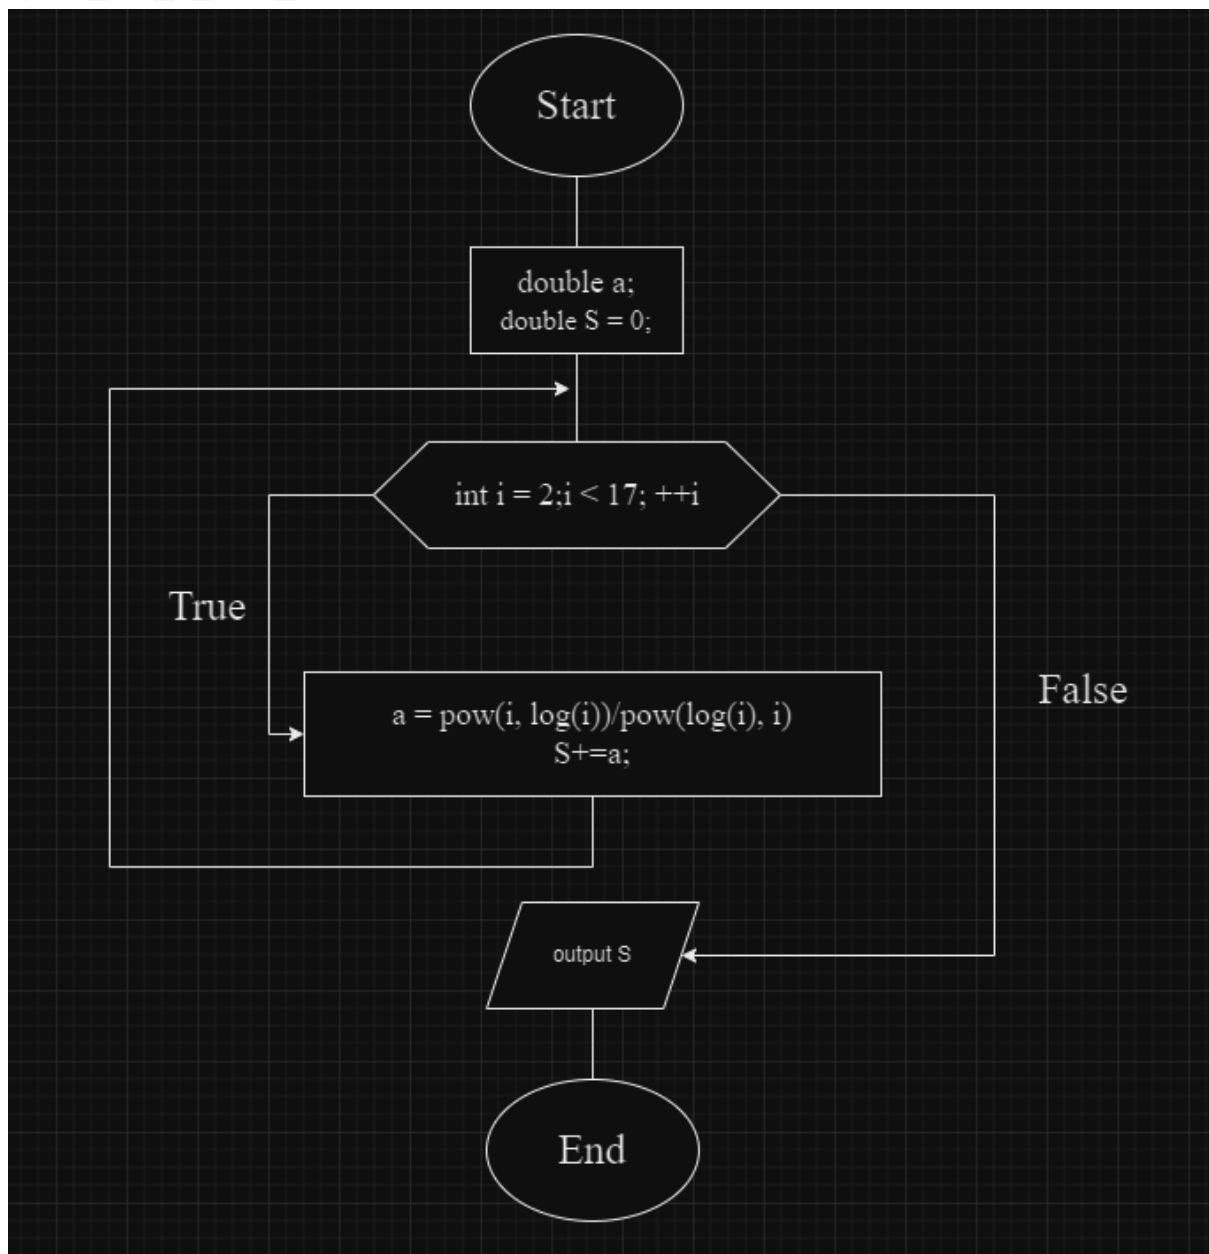 Start
double a;
double S = 0;
int i = 2;i < 17; ++i
True
False
a = pow(i, log(i))/pow(log(i), i)
S+=a;
output S
End